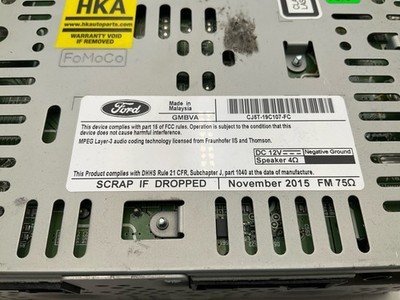 HKA
www.hkautoparts.com
WARRANTY VOID
IF REMOVED
FoMoCo
CLA
LAS
Ford
Made in
Malaysia
GMBVA
CJ5T-19C107-FC
This device complies with part 15 of FCC rules. Operation is subject to the condition that this
device does not cause harmful interference.
MPEG Layer-3 audio coding technology licensed from Fraunhofer IIS and Thomson.
DC 12V Negative Ground
Speaker 4Ω
This Product complies with DHHS Rule 21 CFR, Subchapter J, part 1040 at the date of manufacture.
SCRAP IF DROPPED
November 2015 FM 75Ω